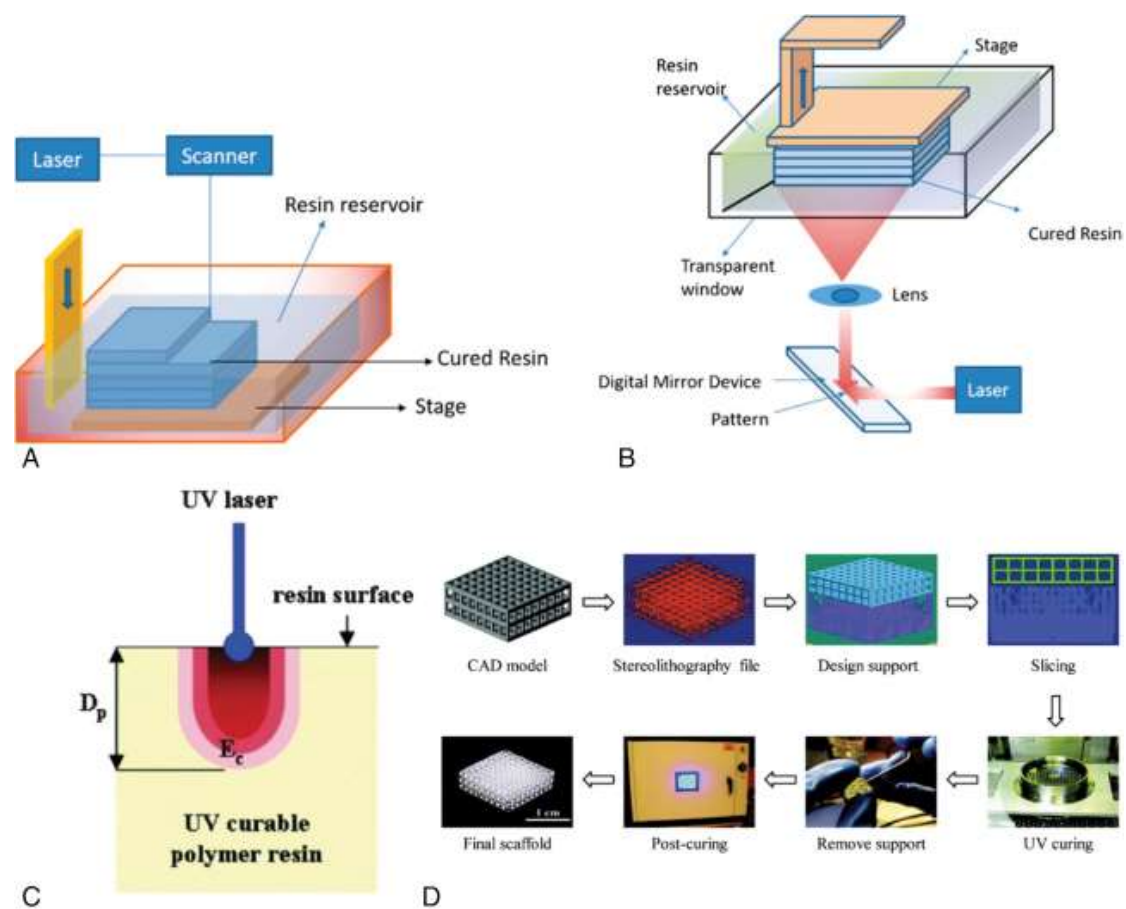 Laser
Scanner
Resin reservoir
Cured Resin
Stage
A
Resin
reservoir
Stage
Cured Resin
Transparent
window
Lens
Digital Mirror Device
Pattern
Laser
B
UV laser
resin surface
Dp
Ec
UV curable
polymer resin
C
CAD model
Stereolithography file
Design support
Slicing
1 cm
Final scaffold
Post-curing
Remove support
UV curing
D